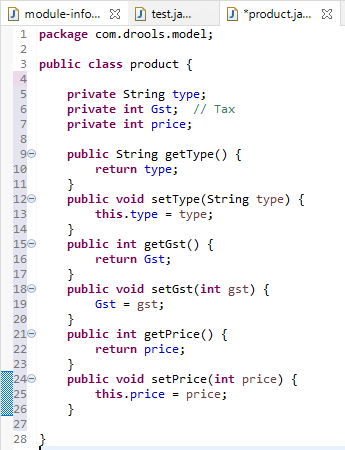 module-info... test.ja... *product.ja...
1 package com.drools.model;
2
3 public class product {
4
5 private String type;
6 private int Gst;  // Tax
7 private int price;
8
9 public String getType() {
10 return type;
11 }
12 public void setType(String type) {
13 this.type = type;
14 }
15 public int getGst() {
16 return Gst;
17 }
18 public void setGst(int gst) {
19 Gst = gst;
20 }
21 public int getPrice() {
22 return price;
23 }
24 public void setPrice(int price) {
25 this.price = price;
26 }
27
28 }